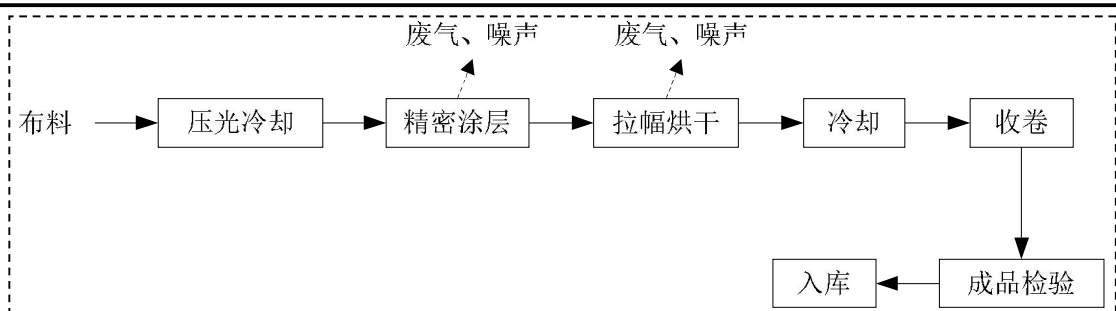 废气、噪声 废气、噪声
布料 压光冷却 精密涂层 拉幅烘干 冷却 收卷
入库 成品检验